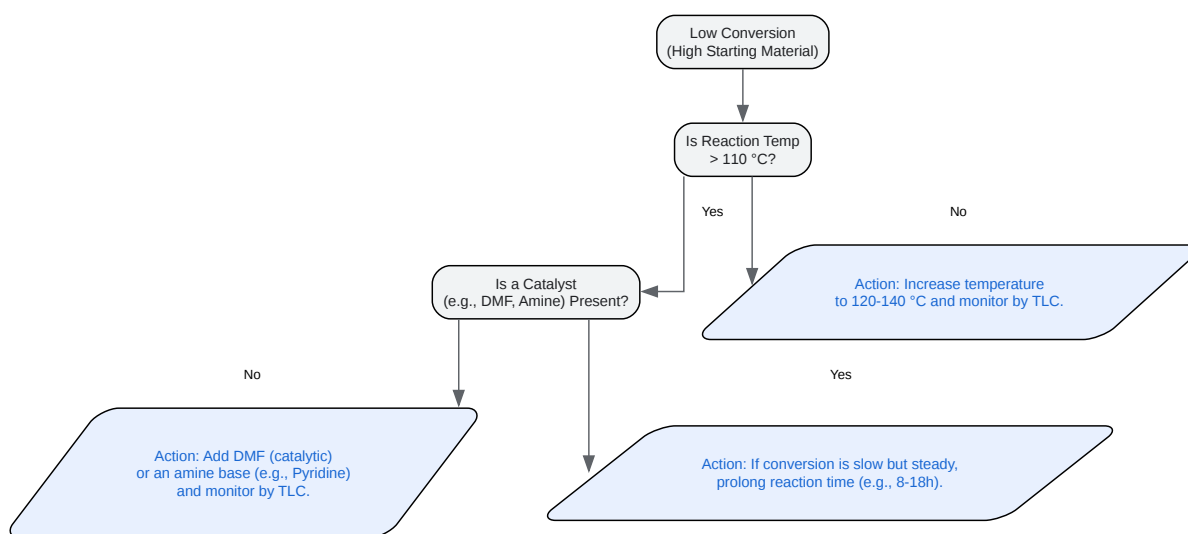 Low Conversion
(High Starting Material)
Is Reaction Temp
> 110 °C?
Yes
No
Is a Catalyst
(e.g., DMF, Amine) Present?
Action: Increase temperature
to 120-140 °C and monitor by TLC.
No
Yes
Action: Add DMF (catalytic)
or an amine base (e.g., Pyridine)
and monitor by TLC.
Action: If conversion is slow but steady,
prolong reaction time (e.g., 8-18h).